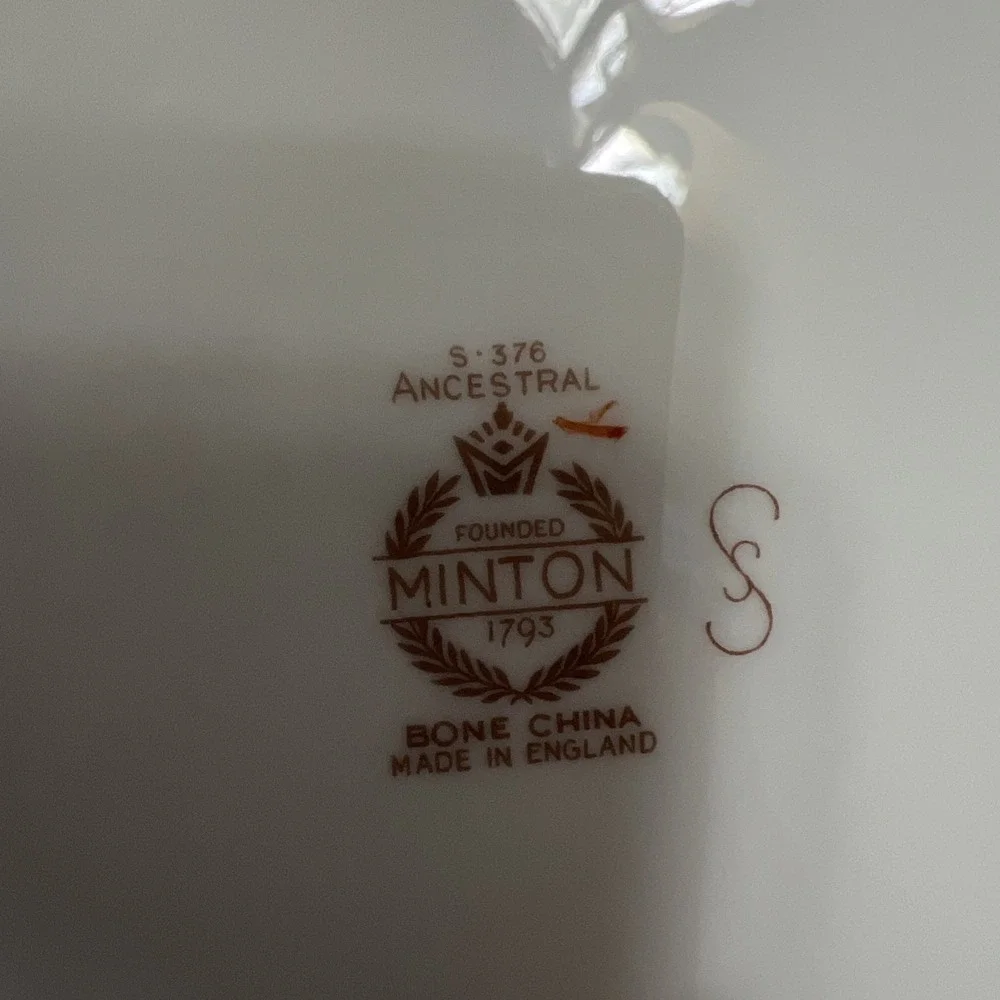 S·376
ANCESTRAL
FOUNDED
MINTON
1793
BONE CHINA
MADE IN ENGLAND